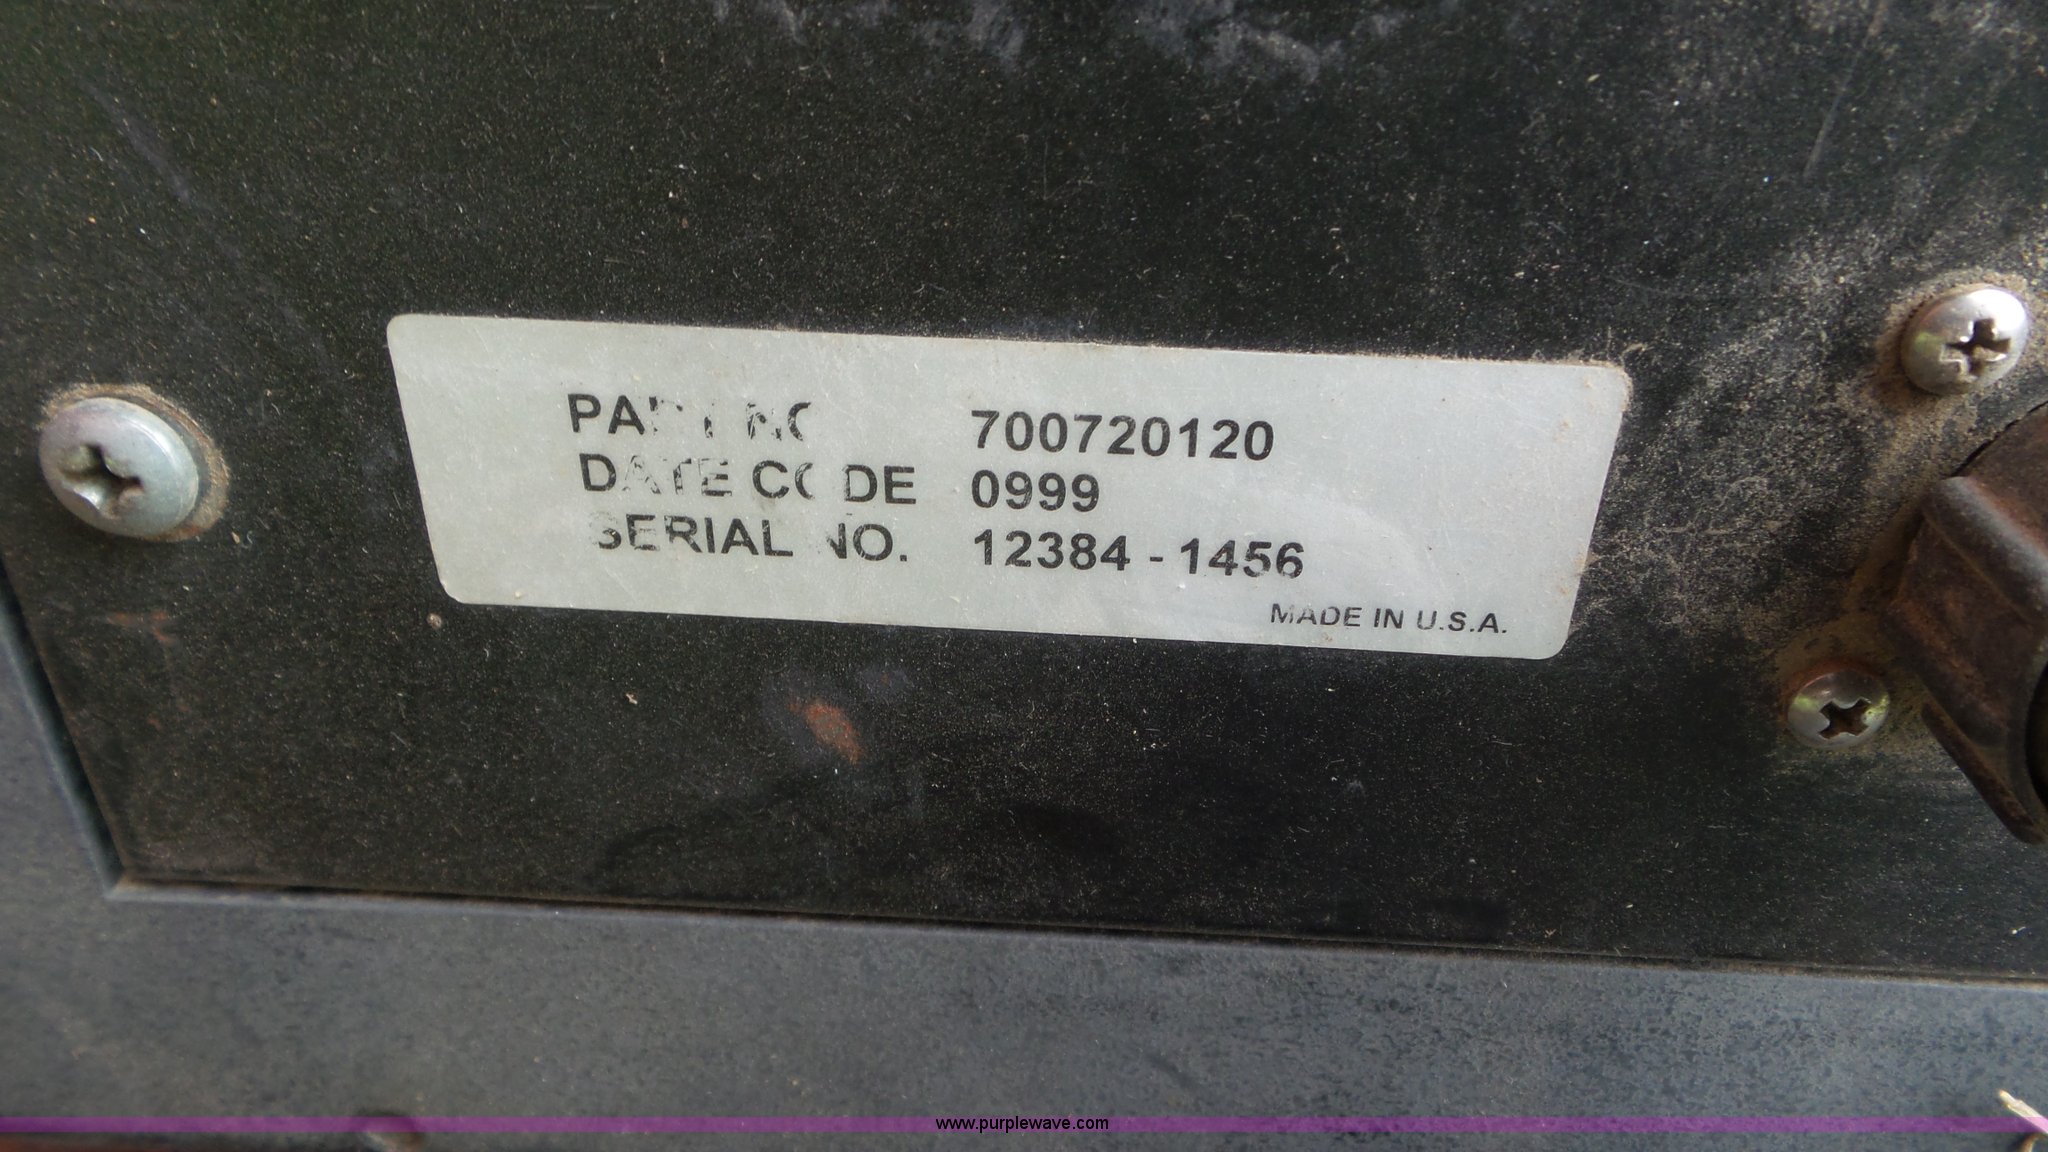 PART NO 700720120
DATE CODE 0999
SERIAL NO. 12384 - 1456
MADE IN U.S.A.
www.purplewave.com